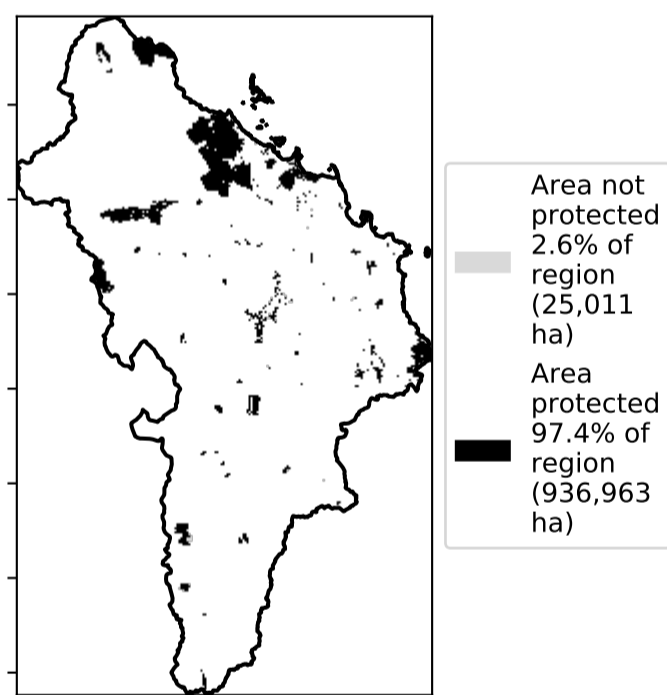 Area not
protected
2.6% of
region
(25,011
ha)
Area
protected
97.4% of
region
(936,963
ha)